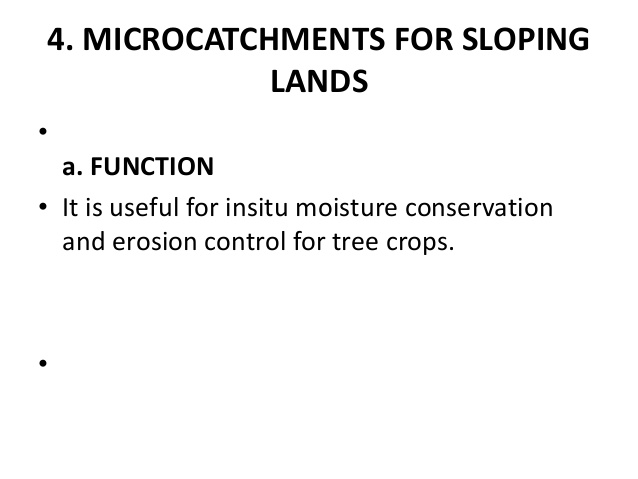 4. MICROCATCHMENTS FOR SLOPING
LANDS
•
a. FUNCTION
• It is useful for insitu moisture conservation
and erosion control for tree crops.
•